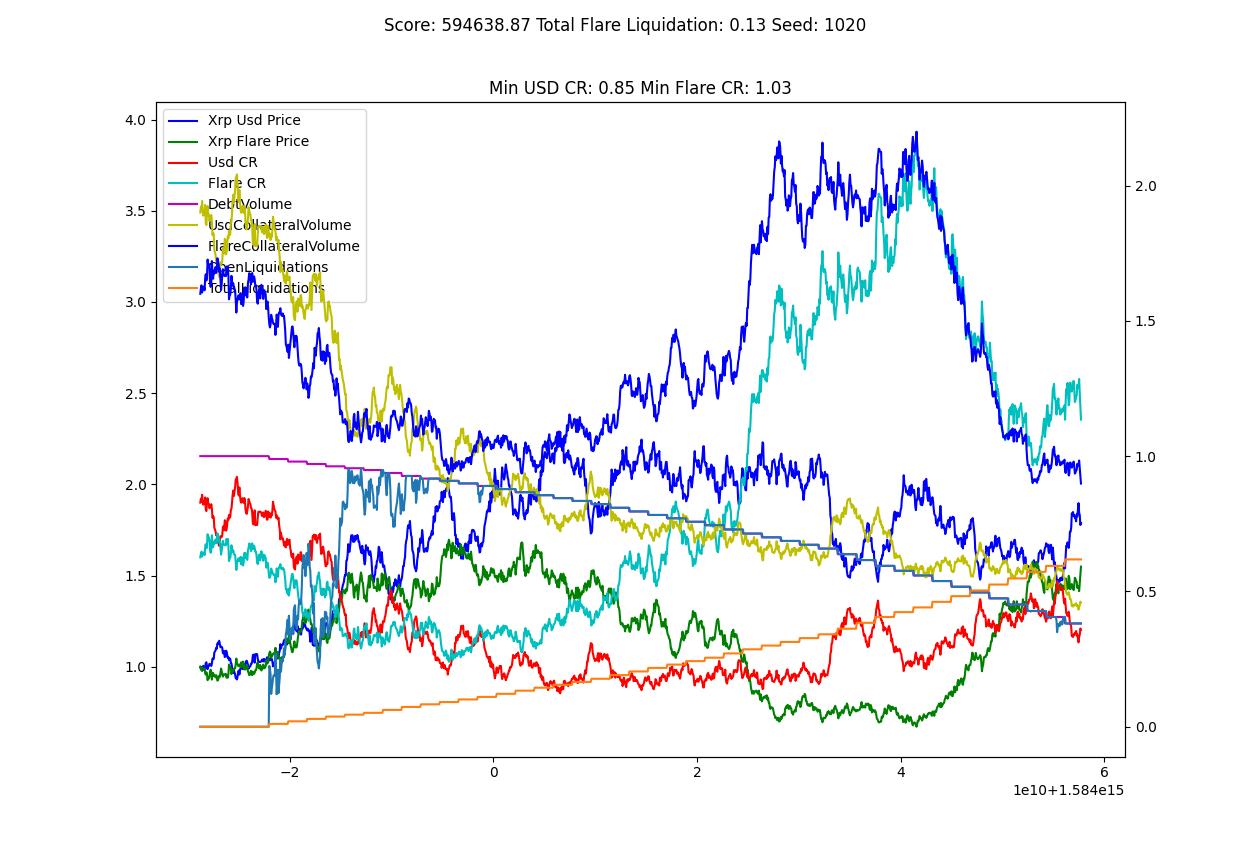 Score: 594638.87 Total Flare Liquidation: 0.13 Seed: 1020
Min USD CR: 0.85 Min Flare CR: 1.03
Xrp Usd Price
Xrp Flare Price
Usd CR
Flare CR
DebtVolume
UsdCollateralVolume
FlareCollateralVolume
OpenLiquidations
TotalLiquidations
4.0
3.5
3.0
2.5
2.0
1.5
1.0
2.0
1.5
1.0
0.5
0.0
−2
0
2
4
6
1e10+1.584e15